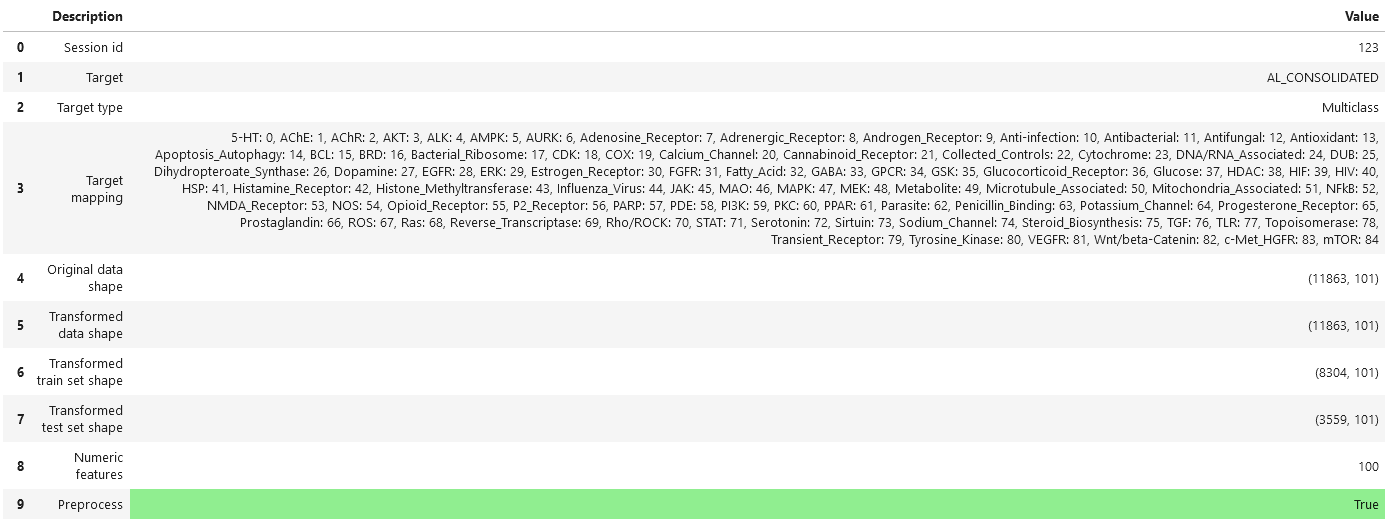 Description Value
0 Session id 123
1 Target AL_CONSOLIDATED
2 Target type Multiclass
3 Target mapping 5-HT: 0, AChE: 1, AChR: 2, AKT: 3, ALK: 4, AMPK: 5, AURK: 6, Adenosine_Receptor: 7, Adrenergic_Receptor: 8, Androgen_Receptor: 9, Anti-infection: 10, Antibacterial: 11, Antifungal: 12, Antioxidant: 13,
Apoptosis_Autophagy: 14, BCL: 15, BRD: 16, Bacterial_Ribosome: 17, CDK: 18, COX: 19, Calcium_Channel: 20, Cannabinoid_Receptor: 21, Collected_Controls: 22, Cytochrome: 23, DNA/RNA_Associated: 24, DUB: 25,
Dihydropteroate_Synthase: 26, Dopamine: 27, EGFR: 28, ERK: 29, Estrogen_Receptor: 30, FGFR: 31, Fatty_Acid: 32, GABA: 33, GPCR: 34, GSK: 35, Glucocorticoid_Receptor: 36, Glucose: 37, HDAC: 38, HIF: 39, HIV: 40,
HSP: 41, Histamine_Receptor: 42, Histone_Methyltransferase: 43, Influenza_Virus: 44, JAK: 45, MAO: 46, MAPK: 47, MEK: 48, Metabolite: 49, Microtubule_Associated: 50, Mitochondria_Associated: 51, NFkB: 52,
NMDA_Receptor: 53, NOS: 54, Opioid_Receptor: 55, P2_Receptor: 56, PARP: 57, PDE: 58, PI3K: 59, PKC: 60, PPAR: 61, Parasite: 62, Penicillin_Binding: 63, Potassium_Channel: 64, Progesterone_Receptor: 65,
Prostaglandin: 66, ROS: 67, Ras: 68, Reverse_Transcriptase: 69, Rho/ROCK: 70, STAT: 71, Serotonin: 72, Sirtuin: 73, Sodium_Channel: 74, Steroid_Biosynthesis: 75, TGF: 76, TLR: 77, Topoisomerase: 78,
Transient_Receptor: 79, Tyrosine_Kinase: 80, VEGFR: 81, Wnt/beta-Catenin: 82, c-Met_HGFR: 83, mTOR: 84
4 Original data shape (11863, 101)
5 Transformed data shape (11863, 101)
6 Transformed train set shape (8304, 101)
7 Transformed test set shape (3559, 101)
8 Numeric features 100
9 Preprocess True